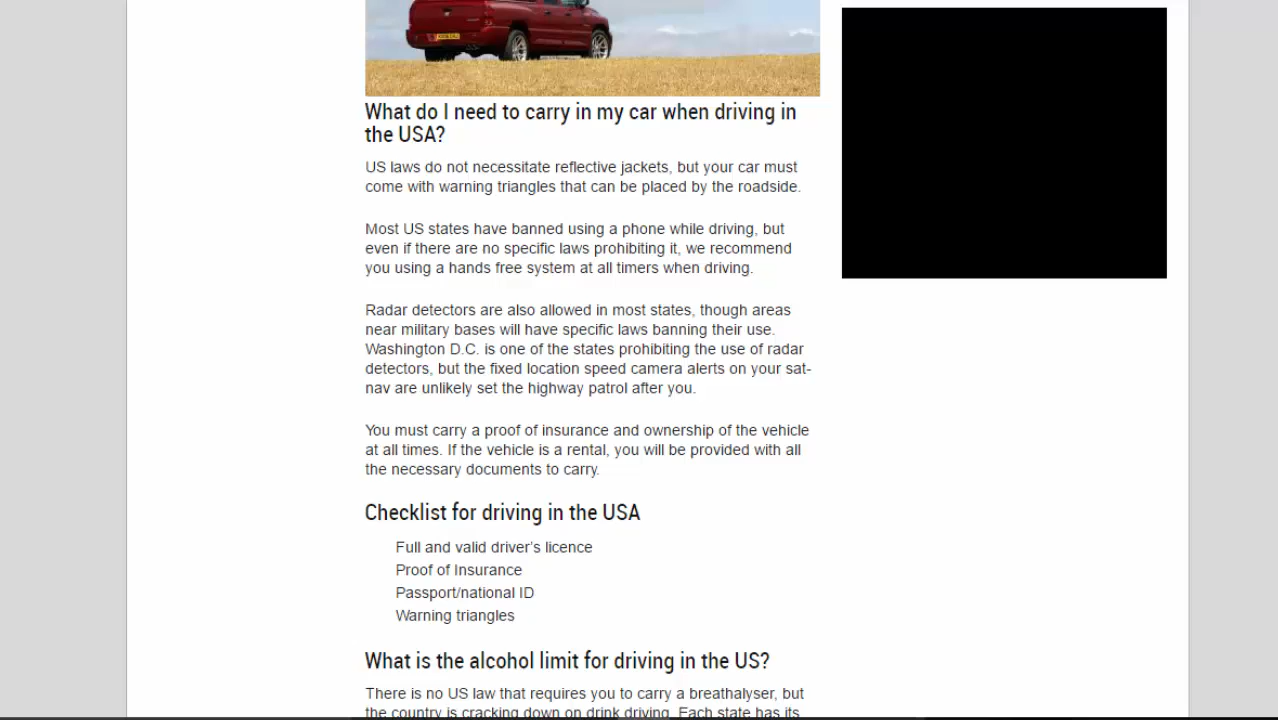 What do I need to carry in my car when driving in
the USA?
US laws do not necessitate reflective jackets, but your car must
come with warning triangles that can be placed by the roadside.
Most US states have banned using a phone while driving, but
even if there are no specific laws prohibiting it, we recommend
you using a hands free system at all timers when driving.
Radar detectors are also allowed in most states, though areas
near military bases will have specific laws banning their use.
Washington D.C. is one of the states prohibiting the use of radar
detectors, but the fixed location speed camera alerts on your sat-
nav are unlikely set the highway patrol after you.
You must carry a proof of insurance and ownership of the vehicle
at all times. If the vehicle is a rental, you will be provided with all
the necessary documents to carry.
Checklist for driving in the USA
Full and valid driver's licence
Proof of Insurance
Passport/national ID
Warning triangles
What is the alcohol limit for driving in the US?
There is no US law that requires you to carry a breathalyser, but
the country is cracking down on drink driving. Each state has its